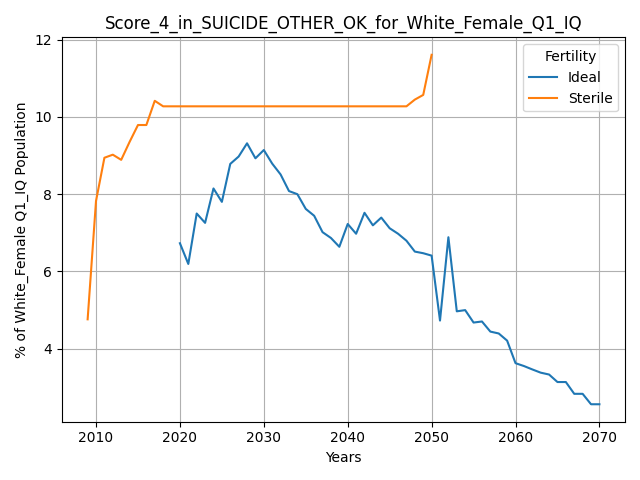 Score_4_in_SUICIDE_OTHER_OK_for_White_Female_Q1_IQ
% of White_Female Q1_IQ Population
12
10
8
6
4
Fertility
Ideal
Sterile
2010 2020 2030 2040 2050 2060 2070
Years